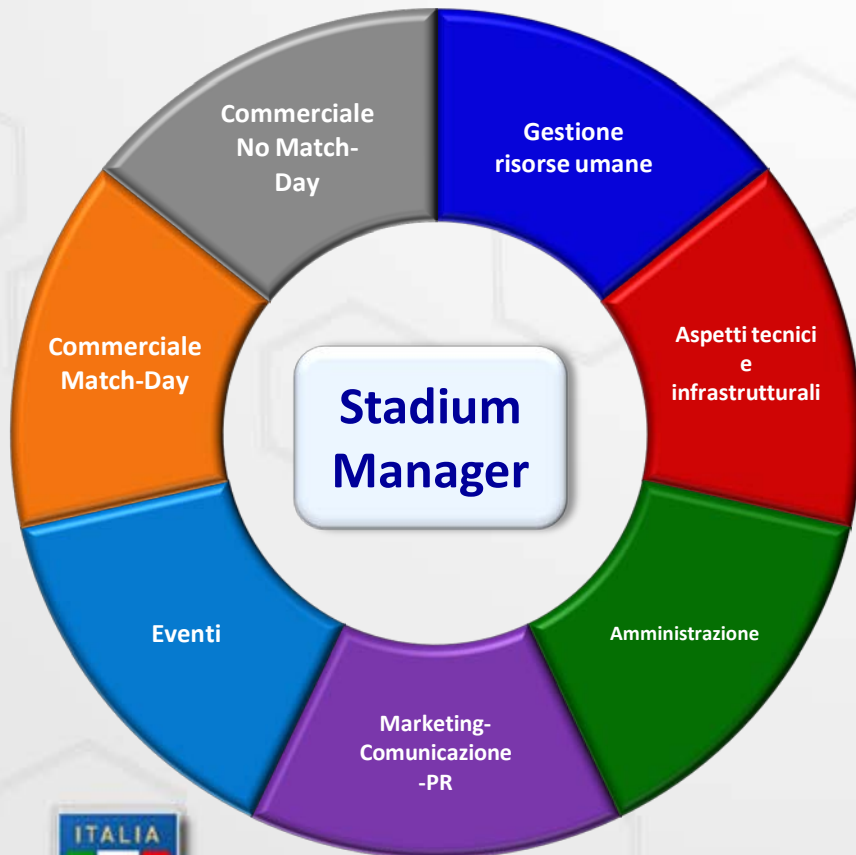 Commerciale
No Match-
Day
Gestione
risorse umane
Commerciale
Match-Day
Aspetti tecnici
e
infrastrutturali
Stadium
Manager
Eventi
Amministrazione
Marketing-
Comunicazione
-PR
ITALIA